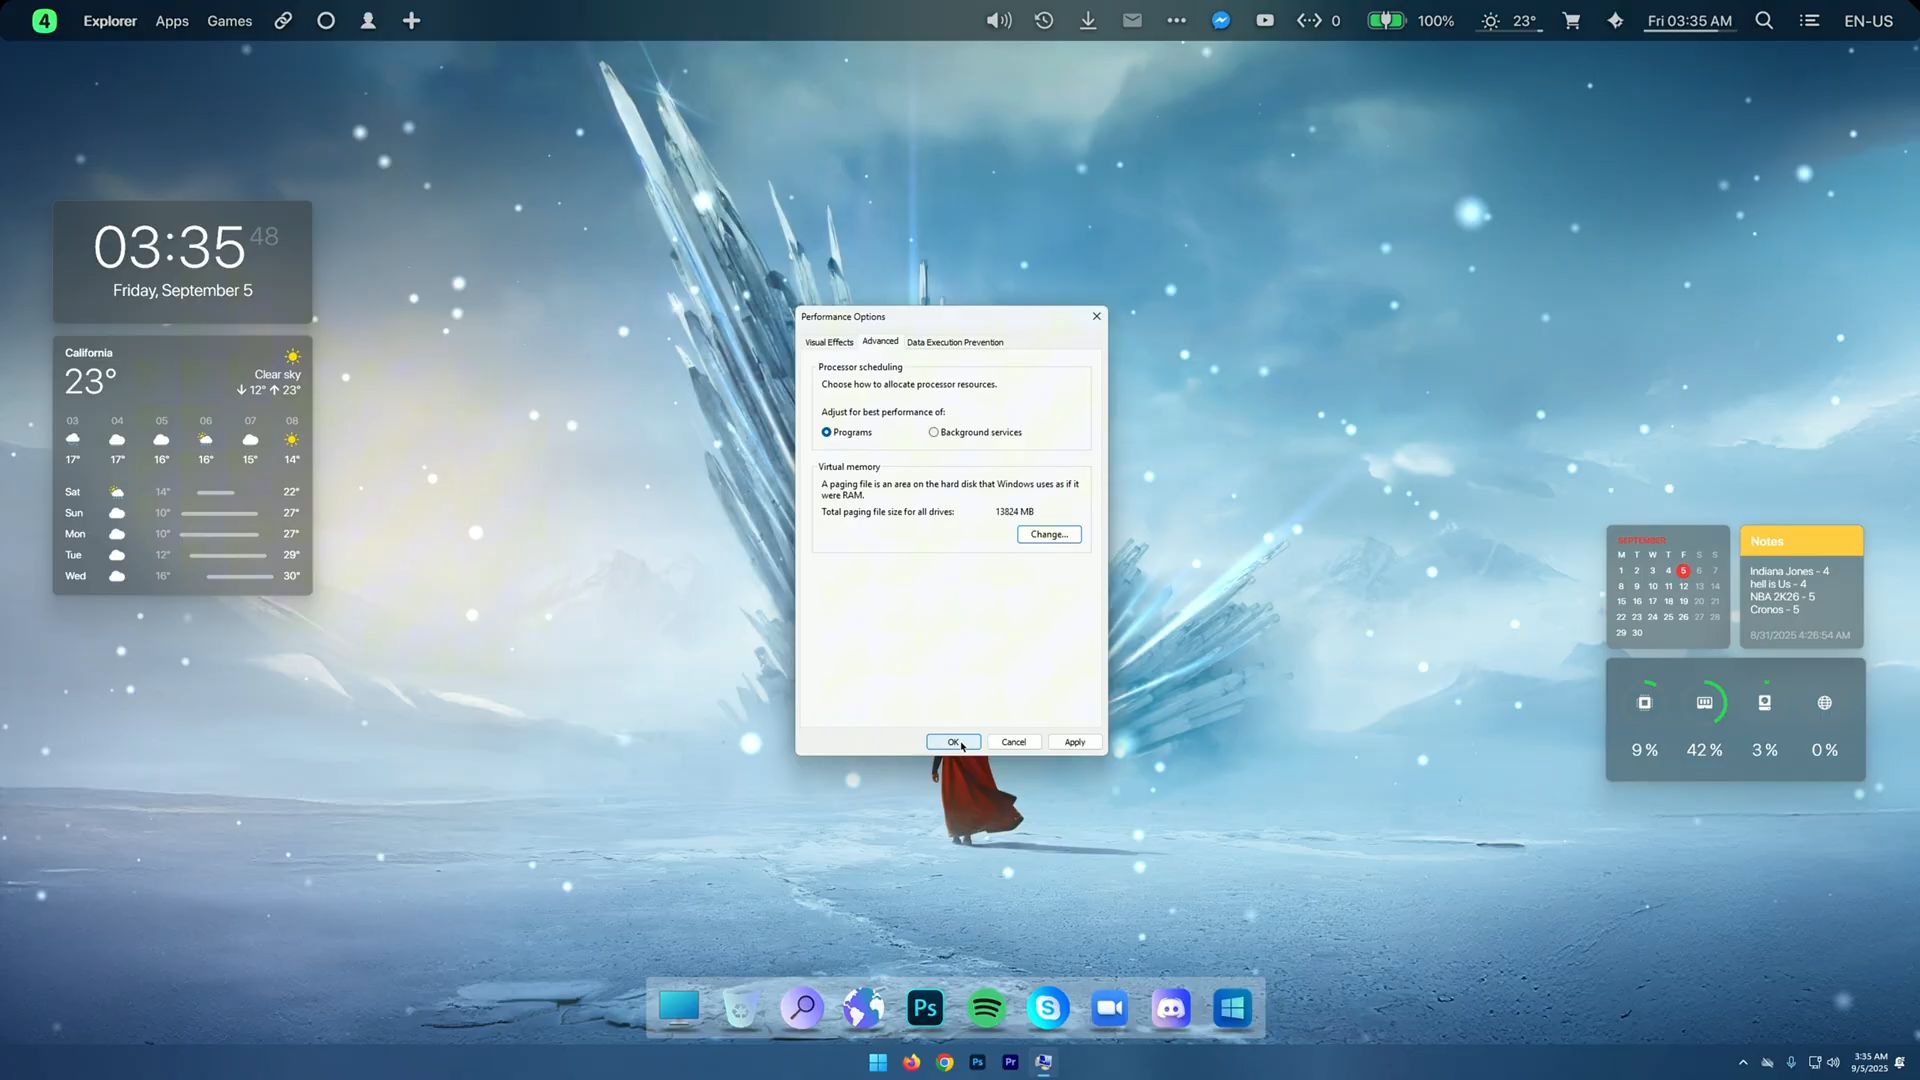 4 Explorer Apps Games 0 100% 23° Fri 03:35 AM EN-US
03:35 48
Friday, September 5
California
23°
Clear sky
↓ 12° ↑ 23°
03 04 05 06 07 08
17° 17° 16° 16° 15° 14°
Sat 14° 22°
Sun 10° 27°
Mon 10° 27°
Tue 12° 29°
Wed 16° 30°
Performance Options
Visual Effects Advanced Data Execution Prevention
Processor scheduling
Choose how to allocate processor resources.
Adjust for best performance of:
Programs Background services
Virtual memory
A paging file is an area on the hard disk that Windows uses as if it
were RAM.
Total paging file size for all drives: 13824 MB
Change...
OK Cancel Apply
SEPTEMBER
M T W T F S S
1 2 3 4 5 6 7
8 9 10 11 12 13 14
15 16 17 18 19 20 21
22 23 24 25 26 27 28
29 30
Notes
Indiana Jones - 4
hell is Us - 4
NBA 2K26 - 5
Cronos - 5
8/31/2025 4:26:54 AM
9% 42% 3% 0%
Ps
S
Ps Pr
3:35 AM
9/5/2025